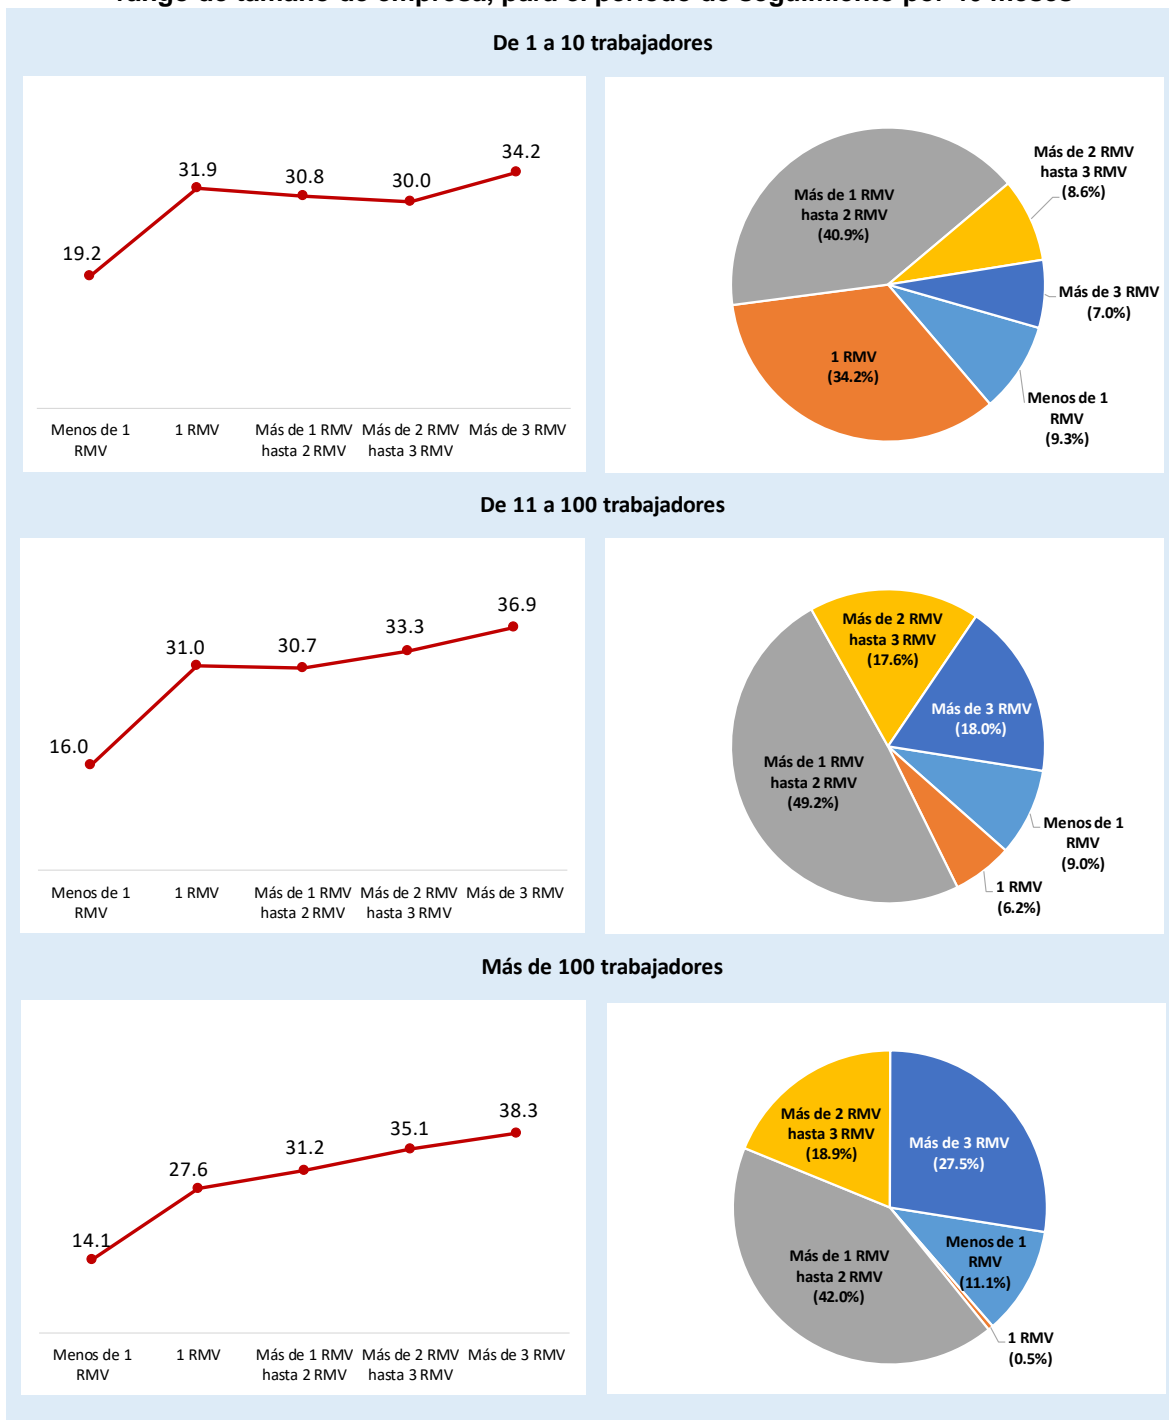 De 1 a 10 trabajadores
34.2
31.9
30.8
30.0
19.2
Menos de 1
RMV
1 RMV
Más de 1 RMV
hasta 2 RMV
Más de 2 RMV
hasta 3 RMV
Más de 3 RMV
Más de 2 RMV
hasta 3 RMV
(8.6%)
Más de 1 RMV
hasta 2 RMV
(40.9%)
Más de 3 RMV
(7.0%)
1 RMV
(34.2%)
Menos de 1
RMV
(9.3%)
De 11 a 100 trabajadores
36.9
33.3
31.0
30.7
16.0
Menos de 1
RMV
1 RMV
Más de 1 RMV
hasta 2 RMV
Más de 2 RMV
hasta 3 RMV
Más de 3 RMV
Más de 2 RMV
hasta 3 RMV
(17.6%)
Más de 3 RMV
(18.0%)
Más de 1 RMV
hasta 2 RMV
(49.2%)
Menos de 1
RMV
(9.0%)
1 RMV
(6.2%)
Más de 100 trabajadores
38.3
35.1
31.2
27.6
14.1
Menos de 1
RMV
1 RMV
Más de 1 RMV
hasta 2 RMV
Más de 2 RMV
hasta 3 RMV
Más de 3 RMV
Más de 2 RMV
hasta 3 RMV
(18.9%)
Más de 3 RMV
(27.5%)
Menos de 1
RMV
(11.1%)
Más de 1 RMV
hasta 2 RMV
(42.0%)
1 RMV
(0.5%)